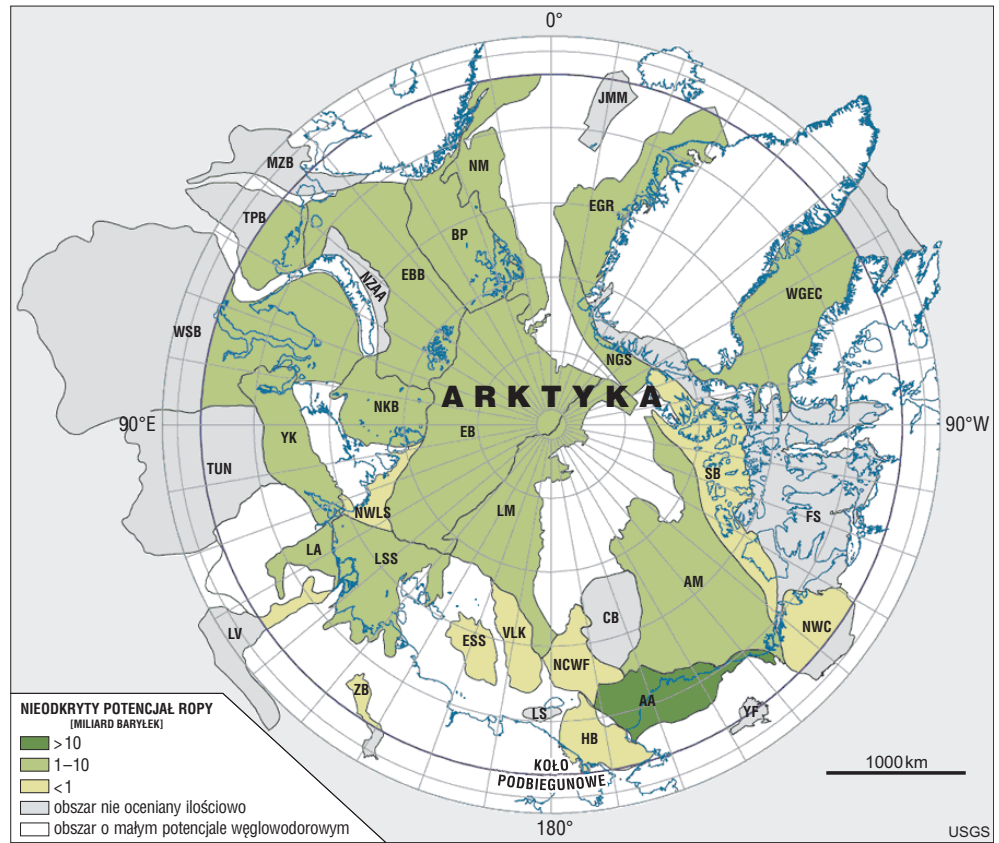 0°
JMM
MZB
NM
TPB
EGR
BP
EBB
NZAA
WGEC
WSB
NGS
ARKTYKA
NKB
90°E
90°W
EB
YK
TUN
SB
NWLS
LM
FS
LA
LSS
AM
CB
NWC
LV
ESS
VLK
NCWF
ZB
AA
LS
YF
HB
KOŁO
PODBIEGUNOWE
180°
NIEODKRYTY POTENCJAŁ ROPY
[MILIARD BARYŁEK]
>10
1–10
<1
obszar nie oceniany ilościowo
obszar o małym potencjale węglowodorowym
1000 km
USGS